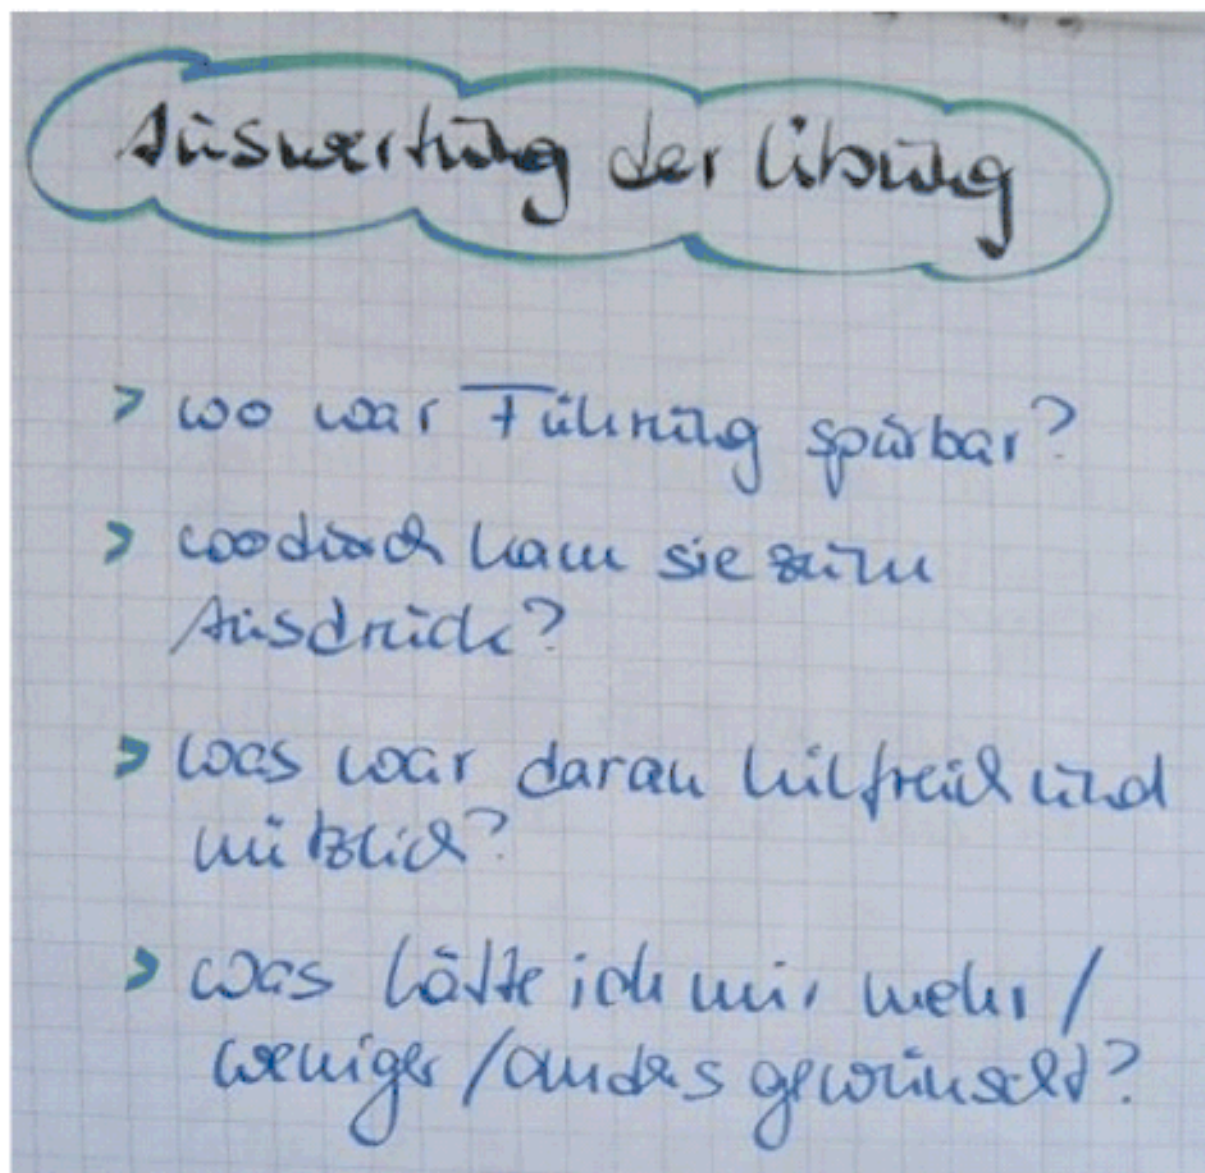 Auswertung der Übung
> wo war Führung spürbar?
> wodurch kam sie zum
Ausdruck?
> was war daran hilfreich und
nützlich?
> was hätte ich mir mehr /
weniger / anders gewünscht?